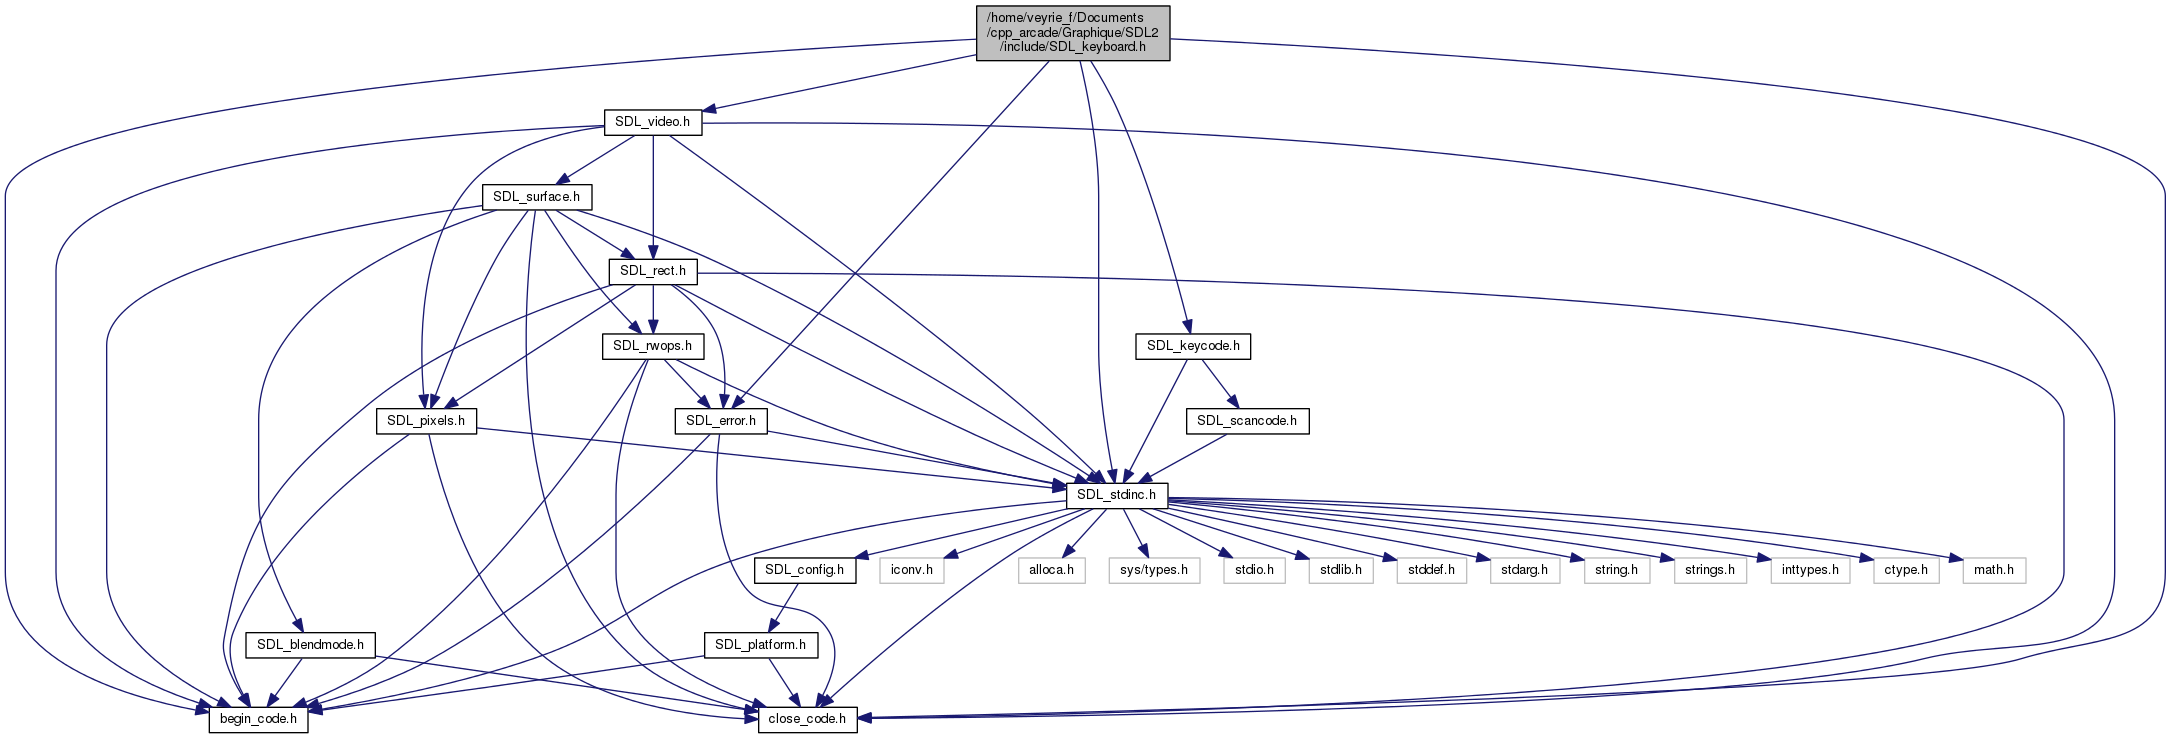 /home/veyrie_f/Documents
/cpp_arcade/Graphique/SDL2
/include/SDL_keyboard.h
SDL_video.h
SDL_surface.h
SDL_rect.h
SDL_rwops.h
SDL_keycode.h
SDL_pixels.h
SDL_error.h
SDL_scancode.h
SDL_stdinc.h
SDL_config.h
iconv.h
alloca.h
sys/types.h
stdio.h
stdlib.h
stddef.h
stdarg.h
string.h
strings.h
inttypes.h
ctype.h
math.h
SDL_blendmode.h
SDL_platform.h
begin_code.h
close_code.h